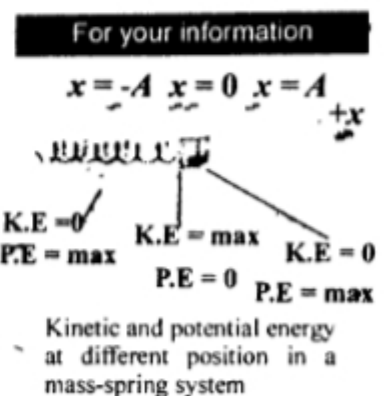 For your information
x = -A x = 0 x = A
+x
K.E =0
P.E = max
K.E = max
P.E = 0
K.E = 0
P.E = max
Kinetic and potential energy
at different position in a
mass-spring system